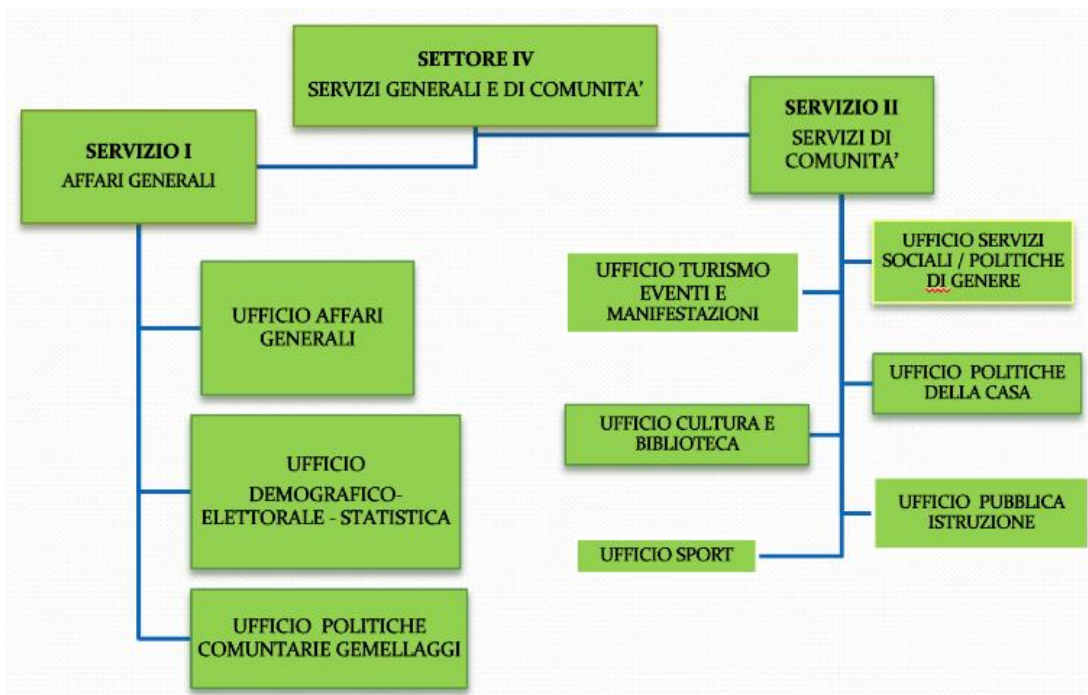 SETTORE IV
SERVIZI GENERALI E DI COMUNITA’
SERVIZIO I
AFFARI GENERALI
SERVIZIO II
SERVIZI DI
COMUNITA’
UFFICIO AFFARI
GENERALI
UFFICIO
DEMOGRAFICO-
ELETTORALE - STATISTICA
UFFICIO POLITICHE
COMUNTARIE GEMELLAGGI
UFFICIO TURISMO
EVENTI E
MANIFESTAZIONI
UFFICIO CULTURA E
BIBLIOTECA
UFFICIO SPORT
UFFICIO SERVIZI
SOCIALI / POLITICHE
DI GENERE
UFFICIO POLITICHE
DELLA CASA
UFFICIO PUBBLICA
ISTRUZIONE